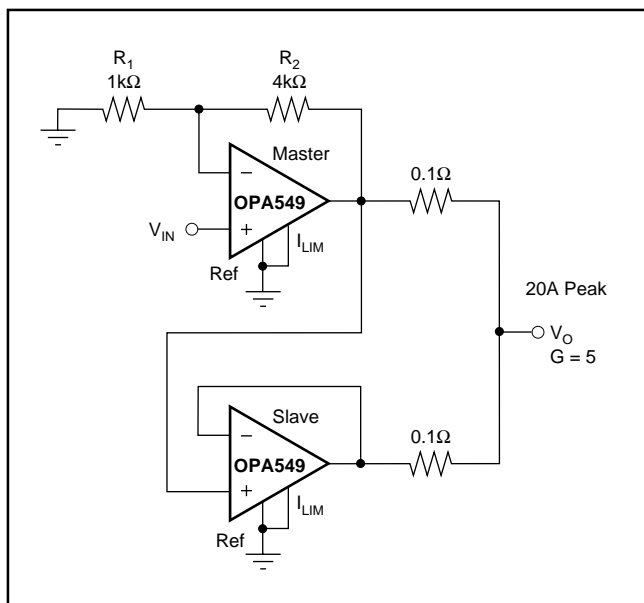 R1
1kΩ
R2
4kΩ
Master
0.1Ω
−
OPA549
VIN
+
ILIM
Ref
20A Peak
VO
G = 5
Slave
0.1Ω
−
OPA549
+
ILIM
Ref